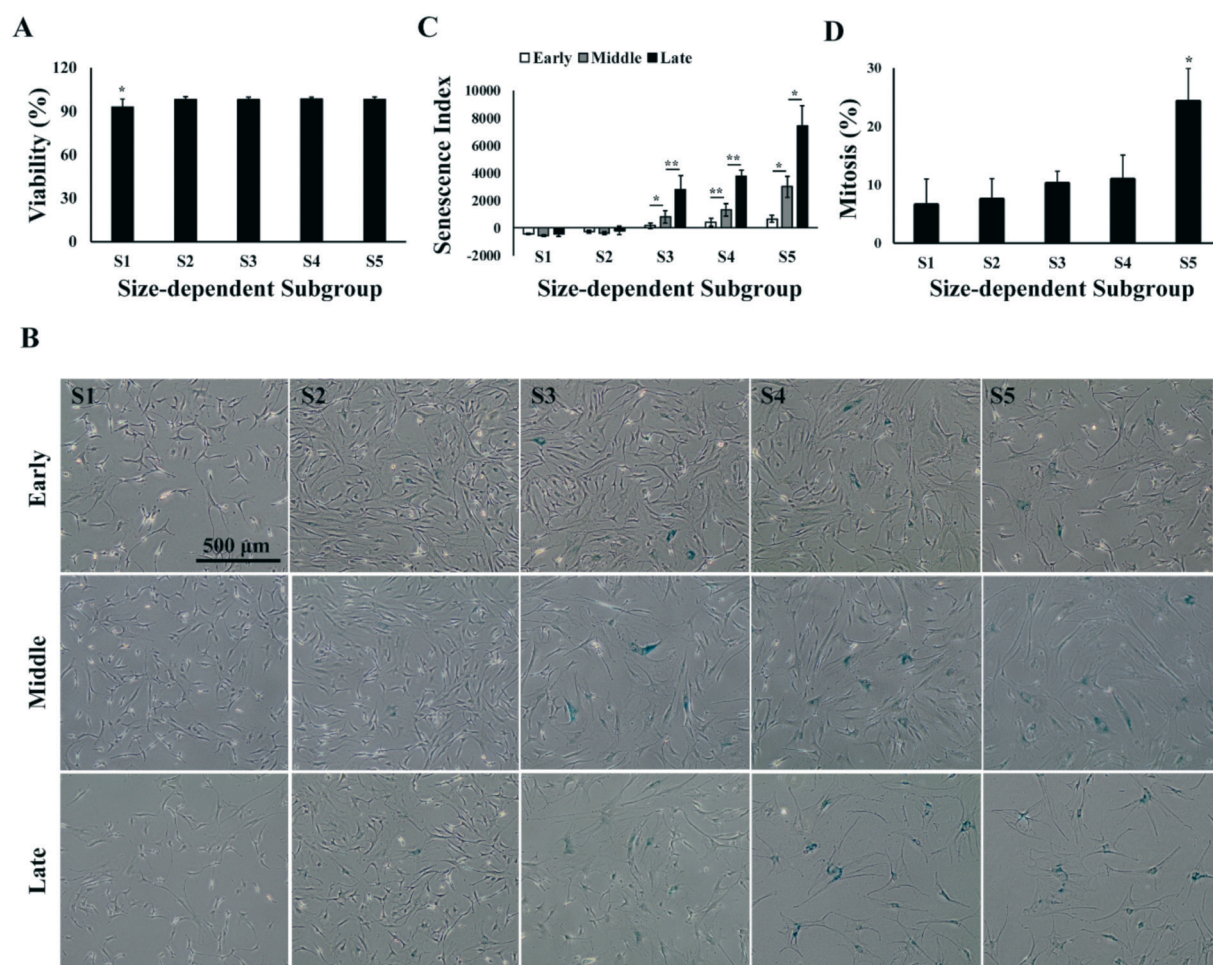 A
Viability (%)
120
90
60
30
0
*
S1 S2 S3 S4 S5
Size-dependent Subgroup
C
Early Middle Late
Senescence Index
10000
8000
6000
4000
2000
0
-2000
* ** ** ** * *
S1 S2 S3 S4 S5
Size-dependent Subgroup
D
Mitosis (%)
30
20
10
0
*
S1 S2 S3 S4 S5
Size-dependent Subgroup
B
S1 S2 S3 S4 S5
Early
500 μm
Middle
Late